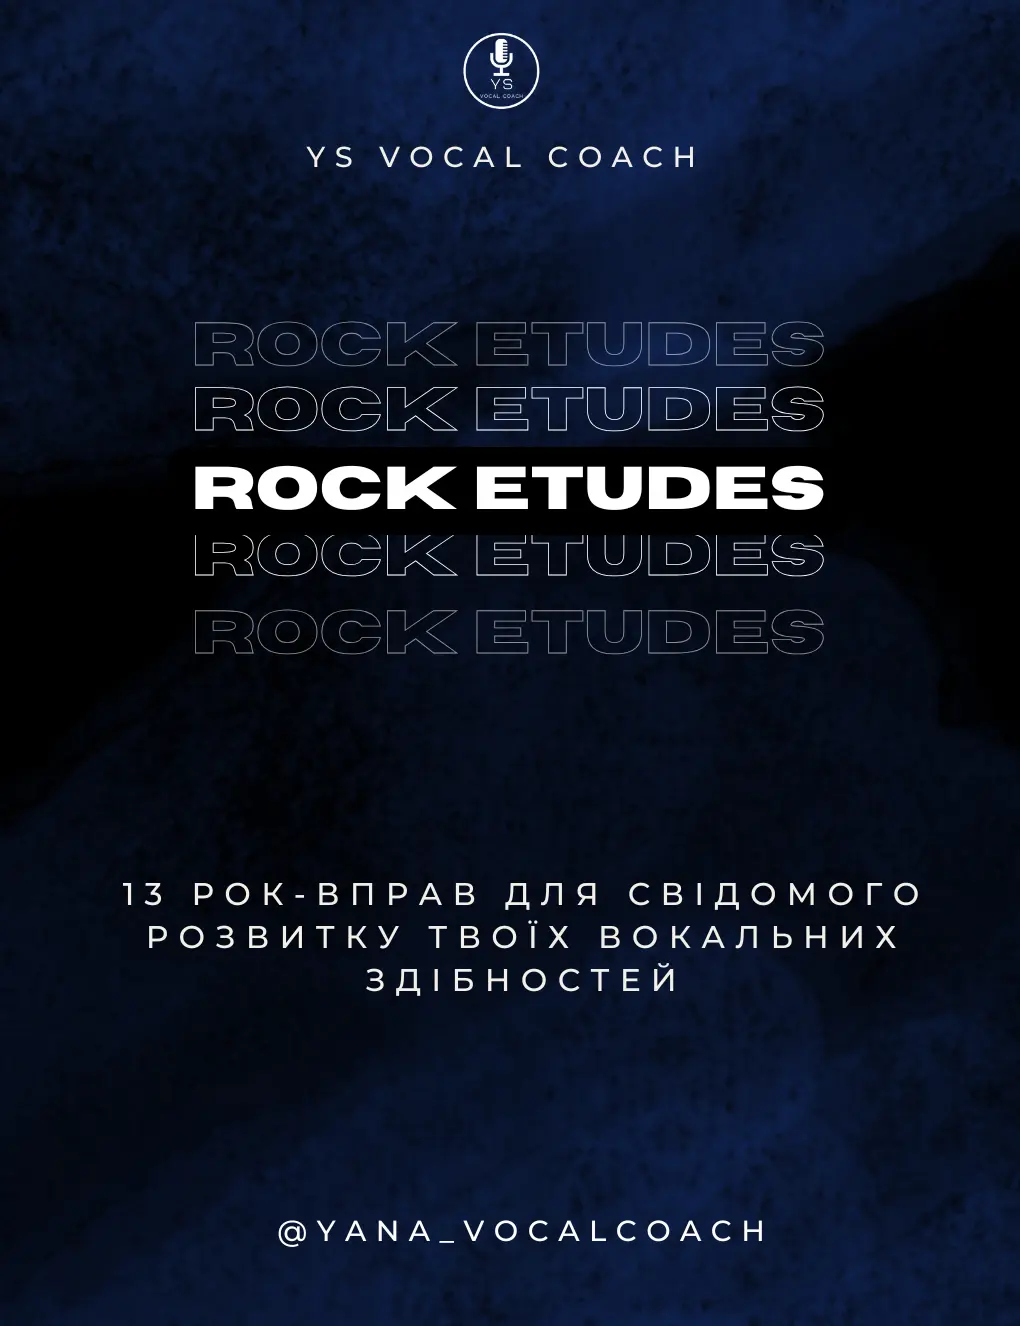 YS
VOCAL COACH
YS VOCAL COACH
ROCK ETUDES
ROCK ETUDES
ROCK ETUDES
ROCK ETUDES
ROCK ETUDES
13 РОК-ВПРАВ ДЛЯ СВІДОМОГО
РОЗВИТКУ ТВОЇХ ВОКАЛЬНИХ
ЗДІБНОСТЕЙ
@YANA_VOCALCOACH